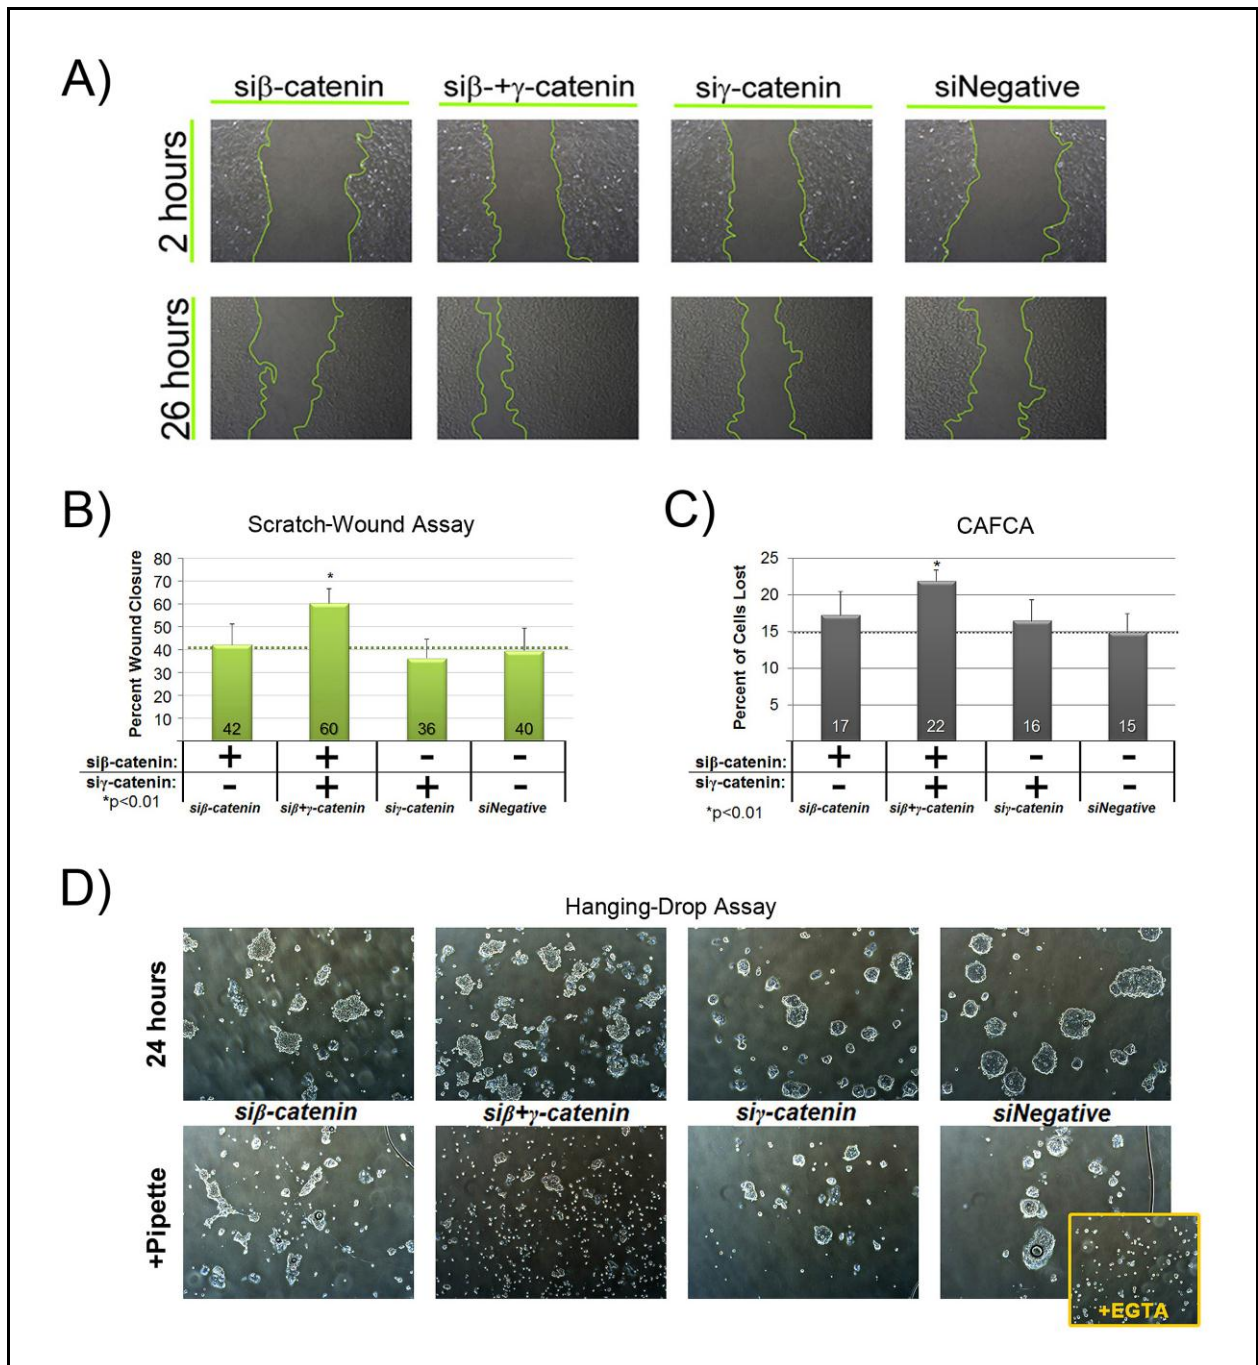 A)
siβ-catenin siβ-+γ-catenin siγ-catenin siNegative
2 hours
26 hours
B)
Scratch-Wound Assay
Percent Wound Closure
80
70
60
50
40
30
20
10
*
42 60 36 40
siβ-catenin: + + - -
siγ-catenin: - + + -
*p<0.01
siβ-catenin siβ+γ-catenin siγ-catenin siNegative
C)
CAFCA
Percent of Cells Lost
25
20
15
10
5
*
17 22 16 15
siβ-catenin: + + - -
siγ-catenin: - + + -
*p<0.01
siβ-catenin siβ+γ-catenin siγ-catenin siNegative
D)
Hanging-Drop Assay
24 hours
siβ-catenin siβ+γ-catenin siγ-catenin siNegative
+Pipette
+EGTA